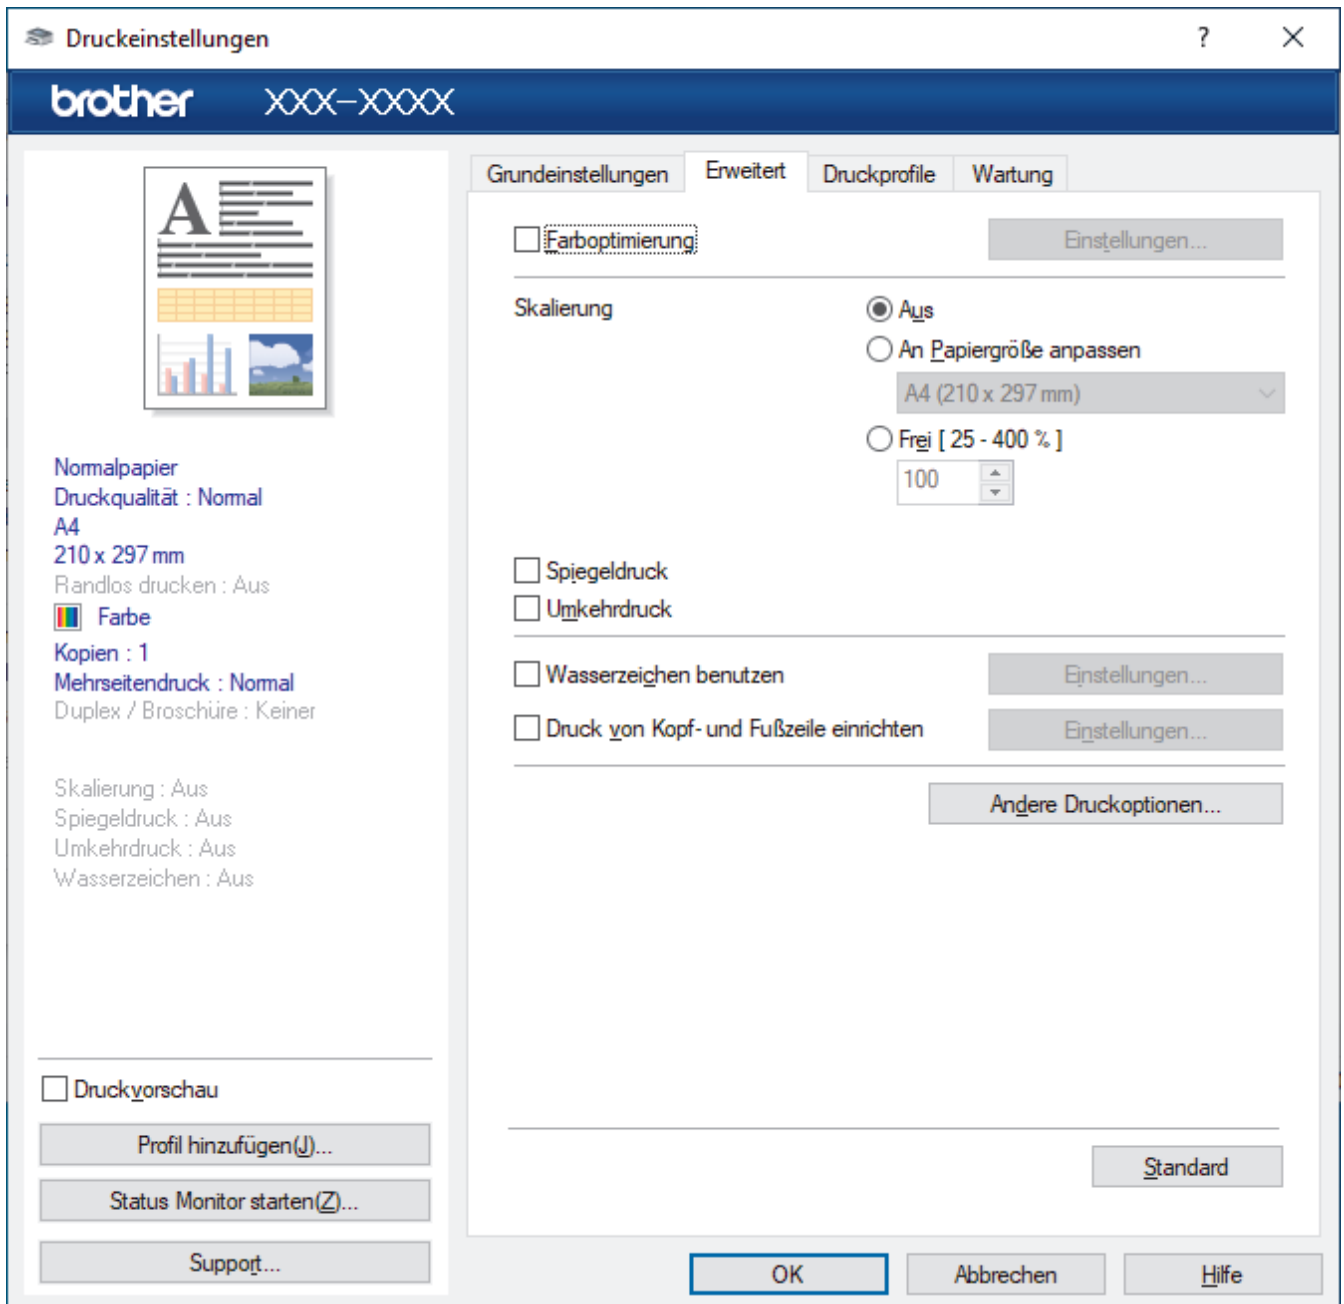 Druckeinstellungen
brother XXX-XXXX
A
Normalpapier
Druckqualität : Normal
A4
210 x 297 mm
Randlos drucken : Aus
Farbe
Kopien : 1
Mehrseitendruck : Normal
Duplex / Broschüre : Keiner
Skalierung : Aus
Spiegeldruck : Aus
Umkehrdruck : Aus
Wasserzeichen : Aus
Druckvorschau
Profil hinzufügen(J)...
Status Monitor starten(Z)...
Support...
Grundeinstellungen Erweitert Druckprofile Wartung
Farboptimierung Einstellungen...
Skalierung Aus
An Papiergröße anpassen
A4 (210 x 297 mm)
Frei [ 25 - 400 % ]
100
Spiegeldruck
Umkehrdruck
Wasserzeichen benutzen Einstellungen...
Druck von Kopf- und Fußzeile einrichten Einstellungen...
Andere Druckoptionen...
Standard
OK Abbrechen Hilfe